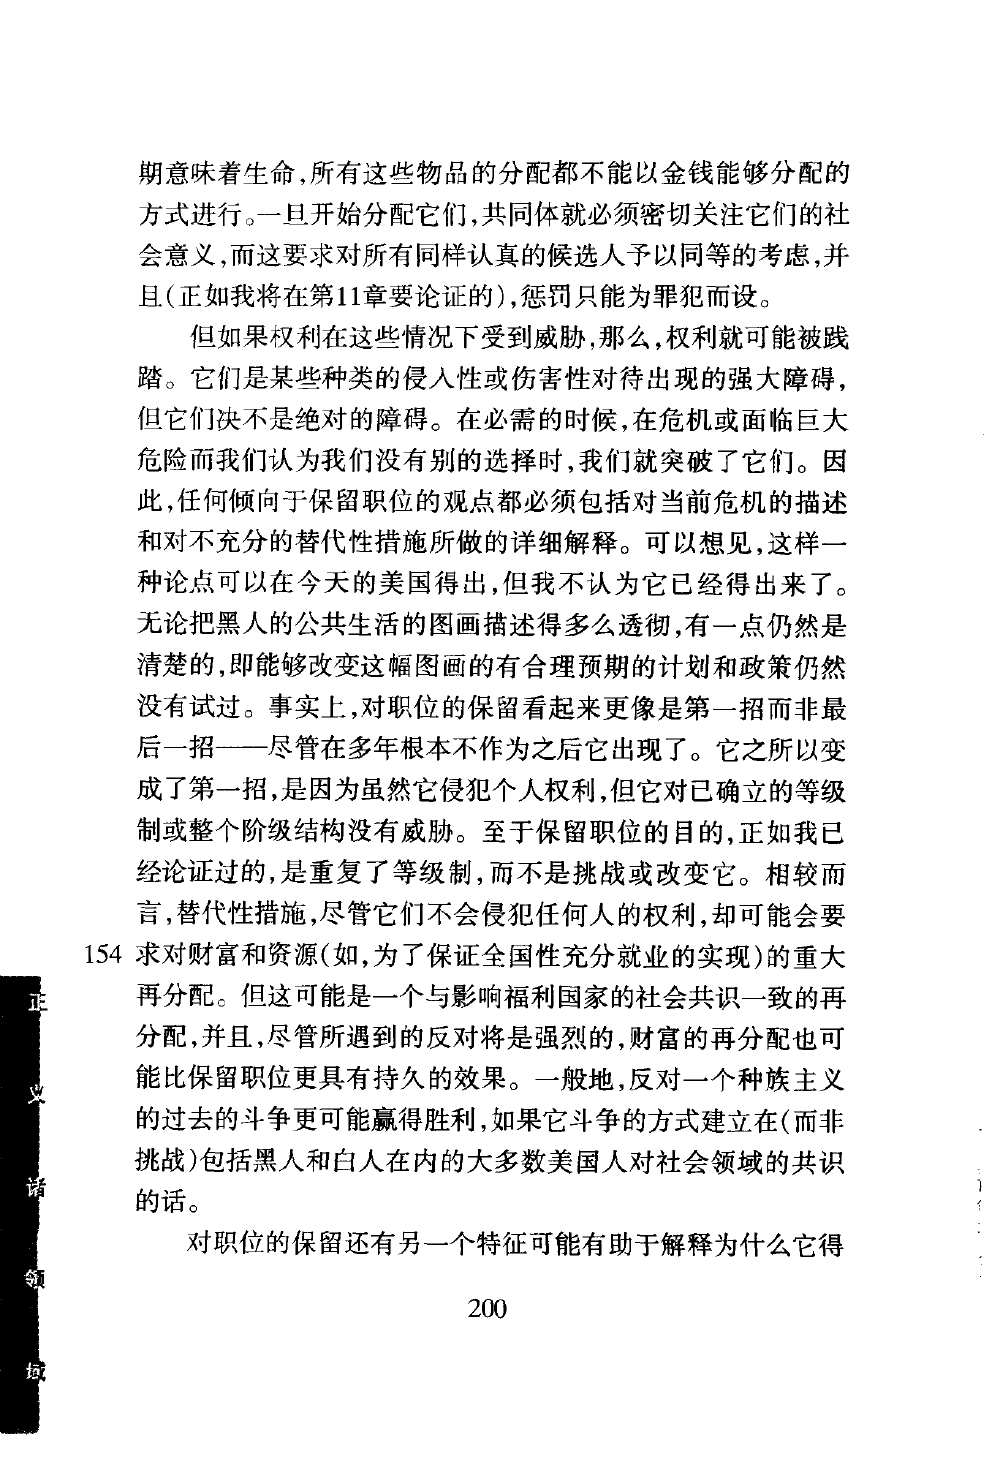 期意味着生命,所有这些物品的分配都不能以金钱能够分配的
方式进行。一旦开始分配它们,共同体就必须密切关注它们的社
会意义,而这要求对所有同样认真的候选人予以同等的考虑,并
且(正如我将在第11章要论证的),惩罚只能为罪犯而设。
但如果权利在这些情况下受到威胁,那么,权利就可能被践
踏。它们是某些种类的侵入性或伤害性对待出现的强大障碍,
但它们决不是绝对的障碍。在必需的时候,在危机或面临巨大
危险而我们认为我们没有别的选择时,我们就突破了它们。因
此,任何倾向于保留职位的观点都必须包括对当前危机的描述
和对不充分的替代性措施所做的详细解释。可以想见,这样一
种论点可以在今天的美国得出,但我不认为它已经得出来了。
无论把黑人的公共生活的图画描述得多么透彻,有一点仍然是
清楚的,即能够改变这幅图画的有合理预期的计划和政策仍然
没有试过。事实上,对职位的保留看起来更像是第一招而非最
后一招——尽管在多年根本不作为之后它出现了。它之所以变
成了第一招,是因为虽然它侵犯个人权利,但它对已确立的等级
制或整个阶级结构没有威胁。至于保留职位的目的,正如我已
经论证过的,是重复了等级制,而不是挑战或改变它。相较而
言,替代性措施,尽管它们不会侵犯任何人的权利,却可能会要
154 求对财富和资源(如,为了保证全国性充分就业的实现)的重大
再分配。但这可能是一个与影响福利国家的社会共识一致的再
分配,并且,尽管所遇到的反对将是强烈的,财富的再分配也可
能比保留职位更具有持久的效果。一般地,反对一个种族主义
的过去的斗争更可能赢得胜利,如果它斗争的方式建立在(而非
挑战)包括黑人和白人在内的大多数美国人对社会领域的共识
的话。
对职位的保留还有另一个特征可能有助于解释为什么它得
200
正义诸领域